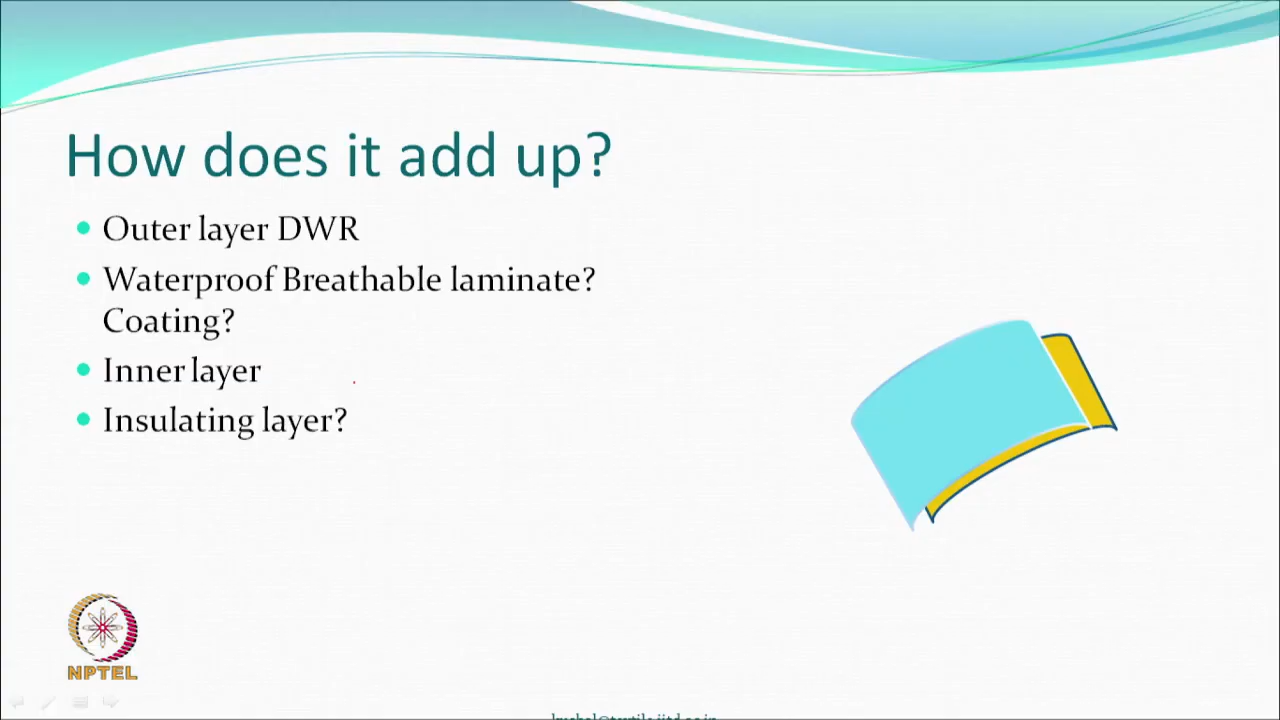 How does it add up?
Outer layer DWR
Waterproof Breathable laminate?
Coating?
Inner layer
Insulating layer?
NPTEL